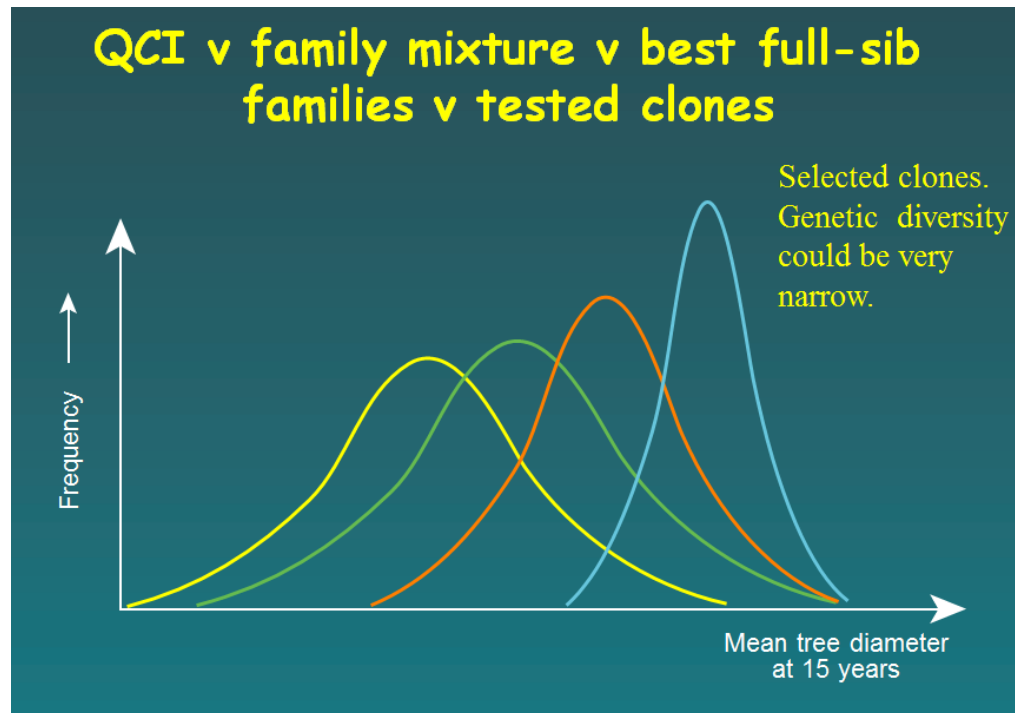 QCI v family mixture v best full-sib
families v tested clones
Selected clones.
Genetic diversity
could be very
narrow.
Frequency
Mean tree diameter
at 15 years